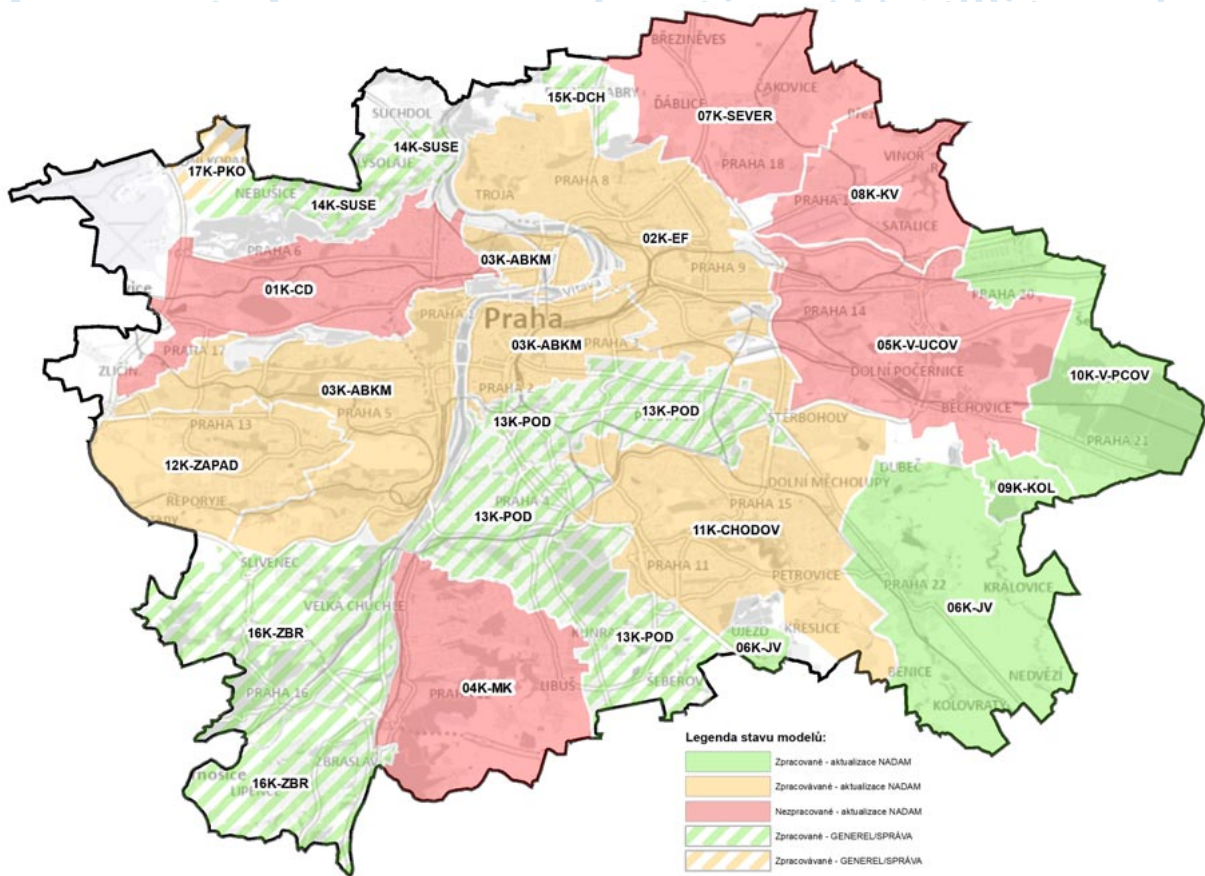 BŘEZINĚVES
15K-DCH
ĎÁBLICE
ČAKOVICE
SUCHDOL
07K-SEVER
14K-SUSE
PRAHA 18
VINOŘ
17K-PKO
NEBUŠICE
14K-SUSE
TROJA
PRAHA 8
08K-KV
SATALICE
PRAHA 6
03K-ABKM
02K-EF
PRAHA 9
01K-CD
Vltava
PRAHA 20
PRAHA 1
Praha
PRAHA 14
03K-ABKM
PRAHA 3
05K-V-UCOV
ZLIČÍN
PRAHA 17
DOLNÍ POČERNICE
10K-V-PCOV
03K-ABKM
PRAHA 2
BĚCHOVICE
PRAHA 5
13K-POD
13K-POD
ŠTĚRBOHOLY
PRAHA 13
PRAHA 21
12K-ZAPAD
DUBEČ
DOLNÍ MĚCHOLUPY
09K-KOL
ŘEPORYJE
PRAHA 4
PRAHA 15
13K-POD
11K-CHODOV
SLIVENEC
PRAHA 11
PETROVICE
PRAHA 22
KRÁLOVICE
VELKÁ CHUCHLE
06K-JV
16K-ZBR
13K-POD
ÚJEZD
KŘESLICE
06K-JV
BENICE
NEDVĚZÍ
PRAHA 16
04K-MK
LIBUŠ
ŠEBEROV
KOLOVRATY
ZBRASLAV
16K-ZBR
LIPENCE
Legenda stavu modelů:
Zpracované - aktualizace NADAM
Zpracovávané - aktualizace NADAM
Nezpracované - aktualizace NADAM
Zpracované - GENEREL/SPRÁVA
Zpracovávané - GENEREL/SPRÁVA